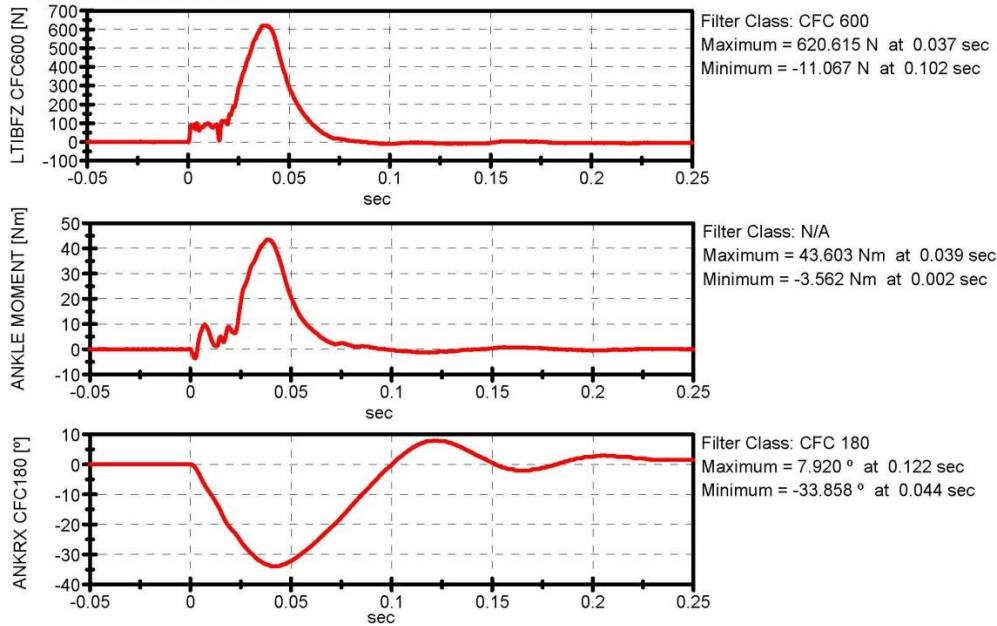 LTIBFZ CFC600 [N]
700
600
500
400
300
200
100
0
-100
-0.05 0 0.05 0.1 0.15 0.2 0.25
sec
Filter Class: CFC 600
Maximum = 620.615 N at 0.037 sec
Minimum = -11.067 N at 0.102 sec
ANKLE MOMENT [Nm]
50
40
30
20
10
0
-10
-0.05 0 0.05 0.1 0.15 0.2 0.25
sec
Filter Class: N/A
Maximum = 43.603 Nm at 0.039 sec
Minimum = -3.562 Nm at 0.002 sec
ANKRX CFC180 [º]
10
0
-10
-20
-30
-40
-0.05 0 0.05 0.1 0.15 0.2 0.25
sec
Filter Class: CFC 180
Maximum = 7.920 º at 0.122 sec
Minimum = -33.858 º at 0.044 sec